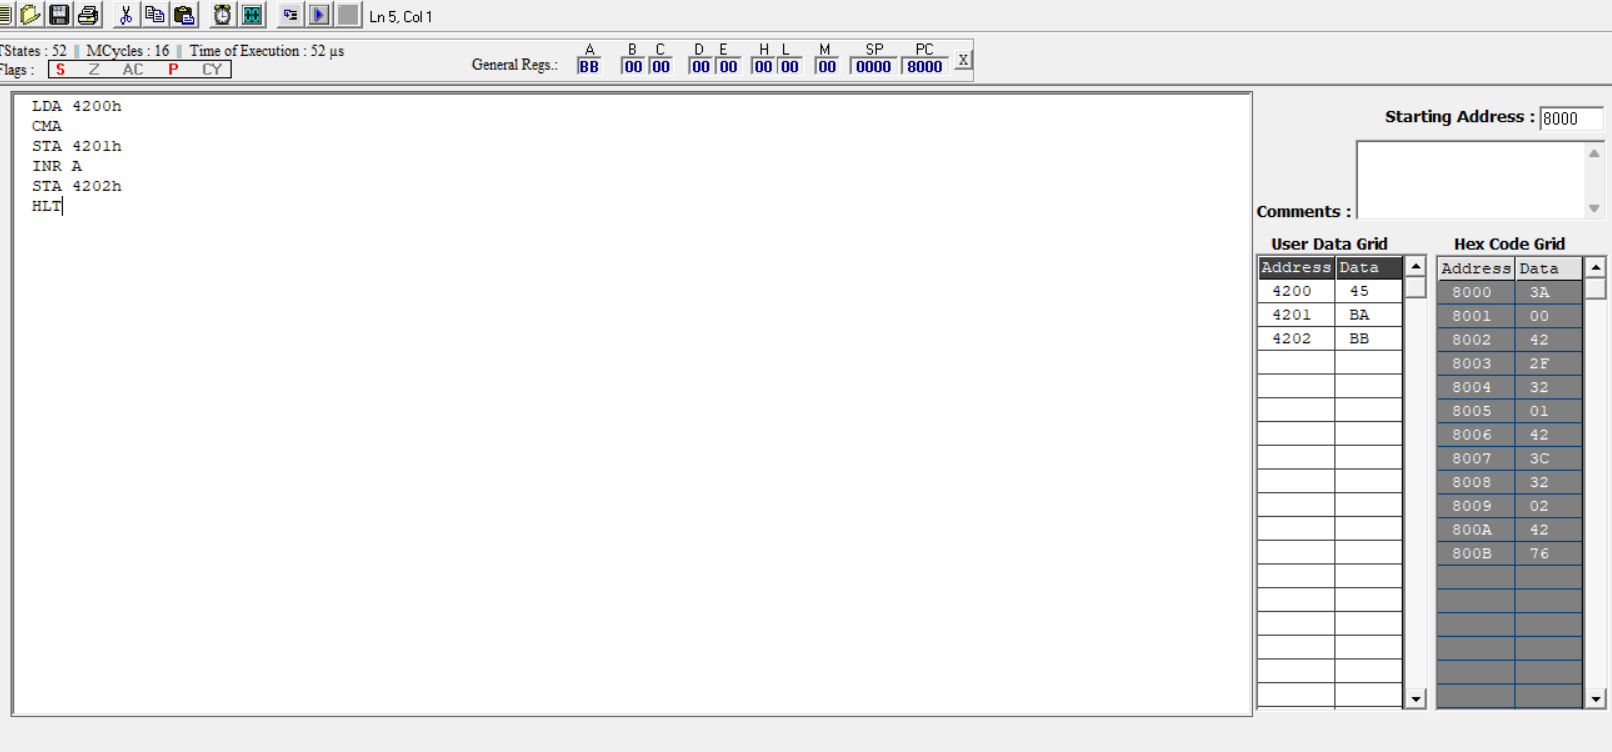 Ln 5, Col 1
TStates : 52 || MCycles : 16 || Time of Execution : 52 µs
Flags : S Z AC P CY
General Regs.: A BB B 00 C 00 D 00 E 00 H 00 L 00 M 00 SP 0000 PC 8000 X
LDA 4200h
CMA
STA 4201h
INR A
STA 4202h
HLT
Starting Address : 8000
Comments :
User Data Grid
Address Data
4200 45
4201 BA
4202 BB
Hex Code Grid
Address Data
8000 3A
8001 00
8002 42
8003 2F
8004 32
8005 01
8006 42
8007 3C
8008 32
8009 02
800A 42
800B 76